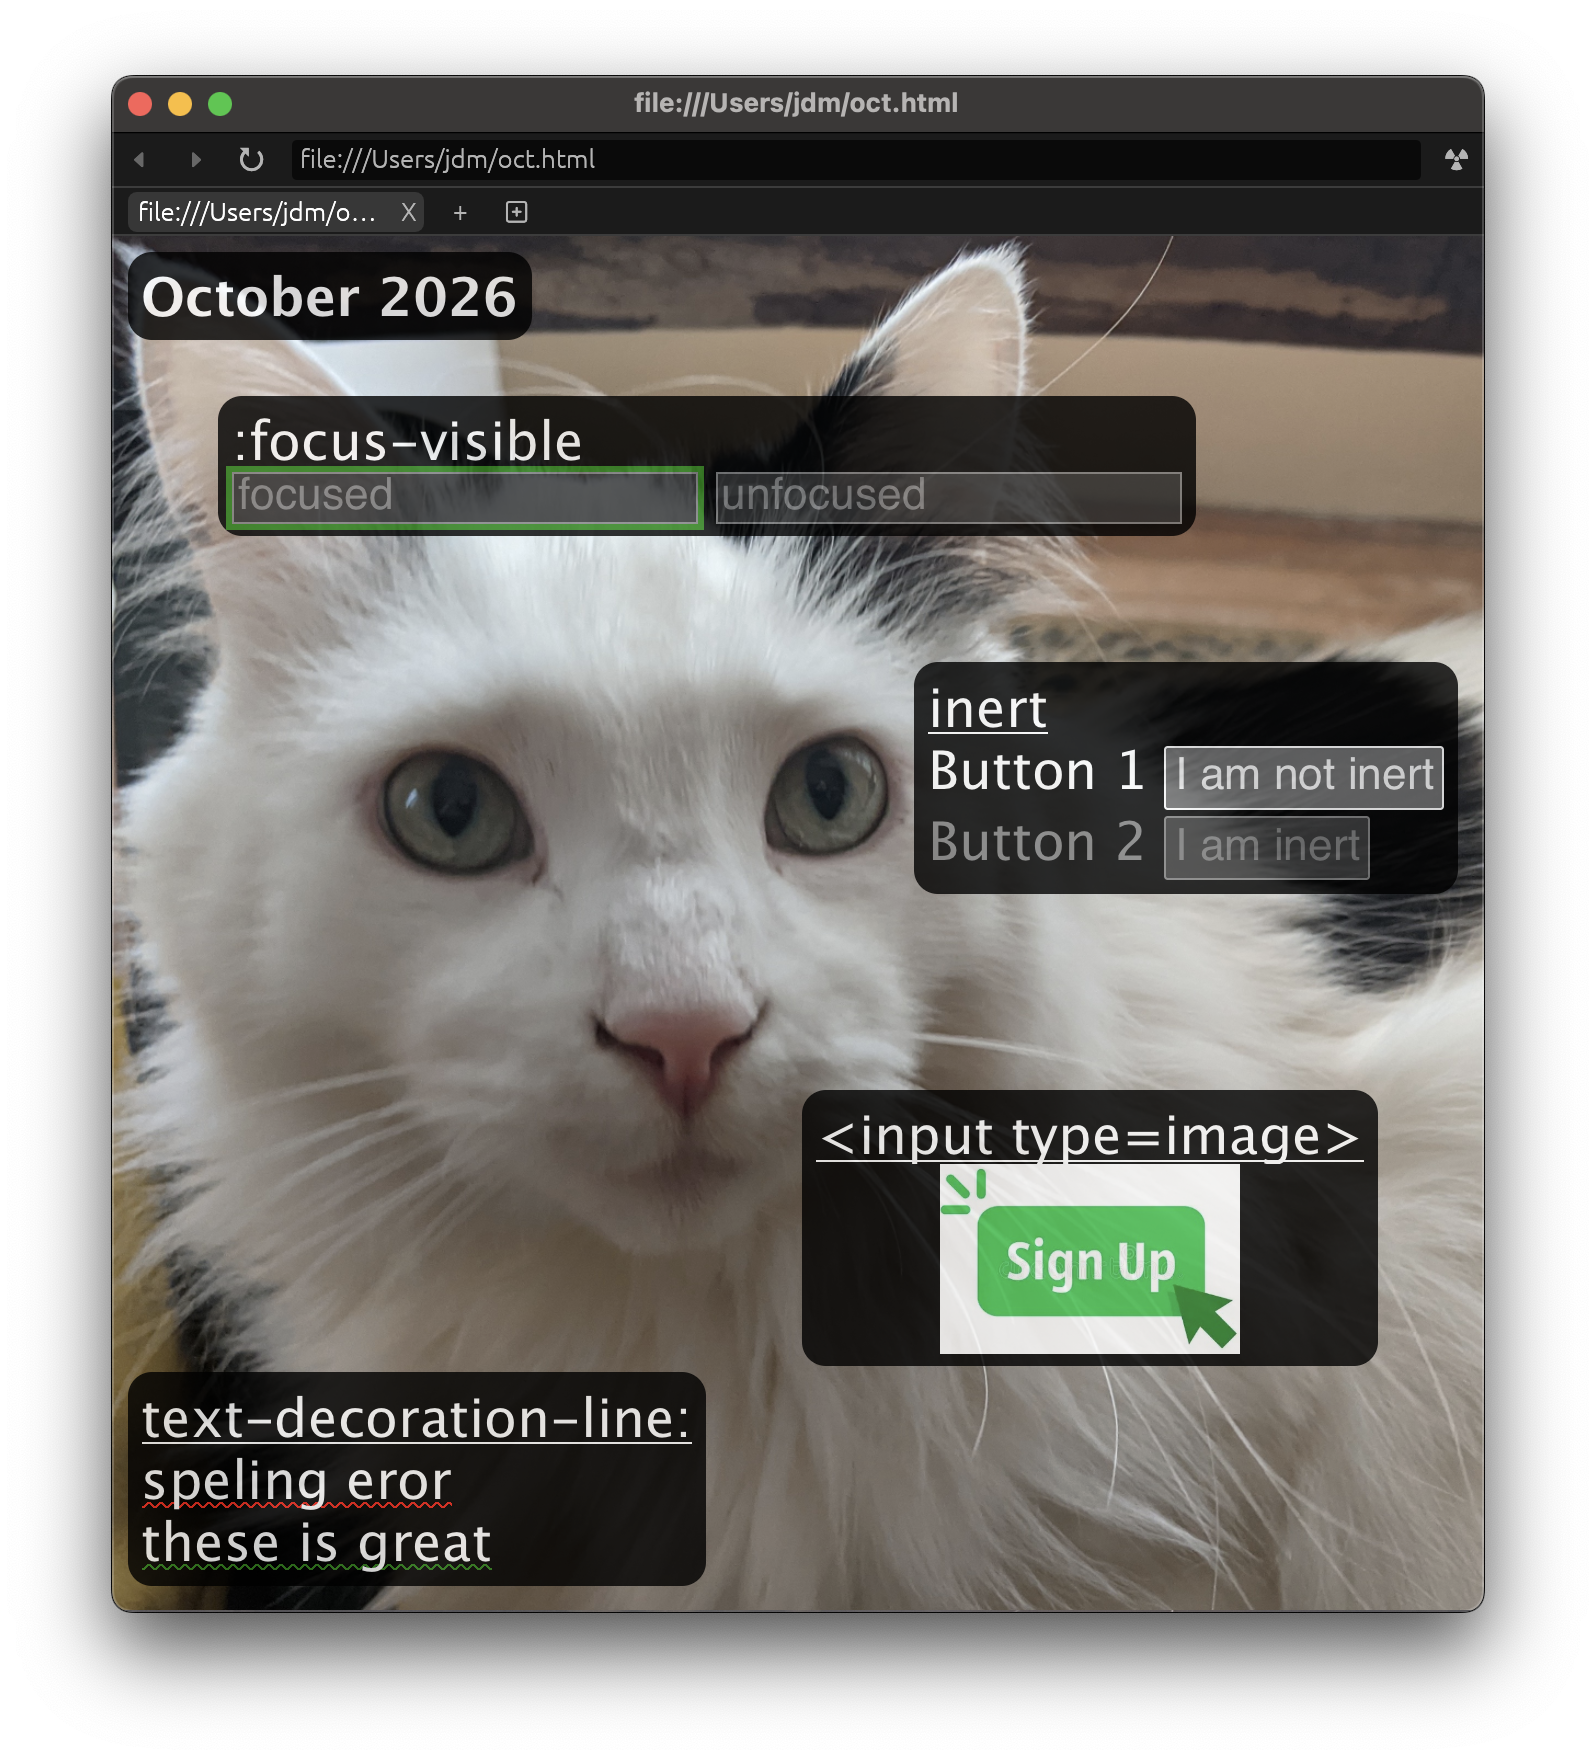 file:///Users/jdm/oct.html
file:///Users/jdm/oct.html
file:///Users/jdm/o... X + 
October 2026
:focus-visible
focused unfocused
inert
Button 1 I am not inert
Button 2 I am inert
<input type=image>
Sign Up
text-decoration-line:
speling eror
these is great